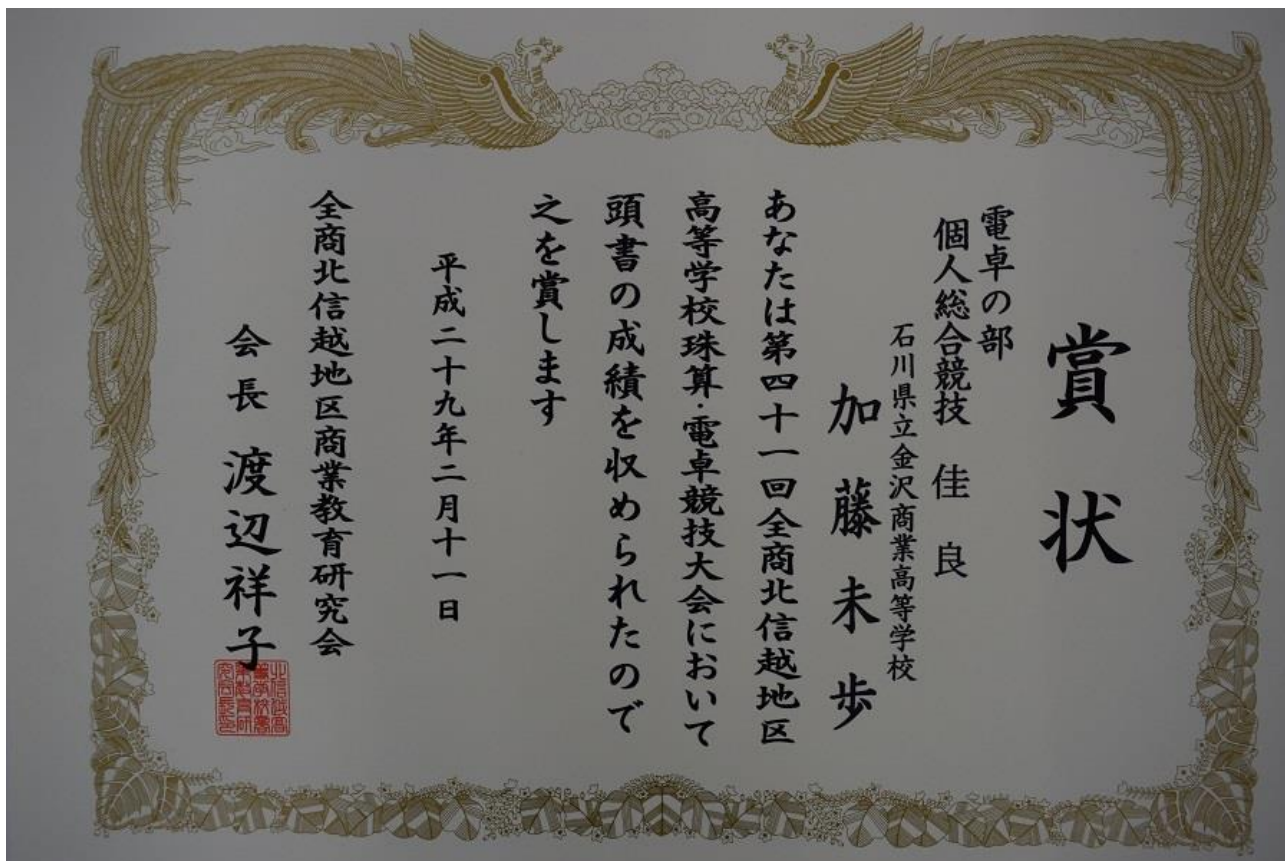 賞状
電卓の部
個人総合競技 佳良
石川県立金沢商業高等学校
加藤未歩
あなたは第四十一回全商北信越地区
高等学校珠算・電卓競技大会において
頭書の成績を収められたので
之を賞します
平成二十九年二月十一日
全商北信越地区商業教育研究会
会長 渡辺祥子